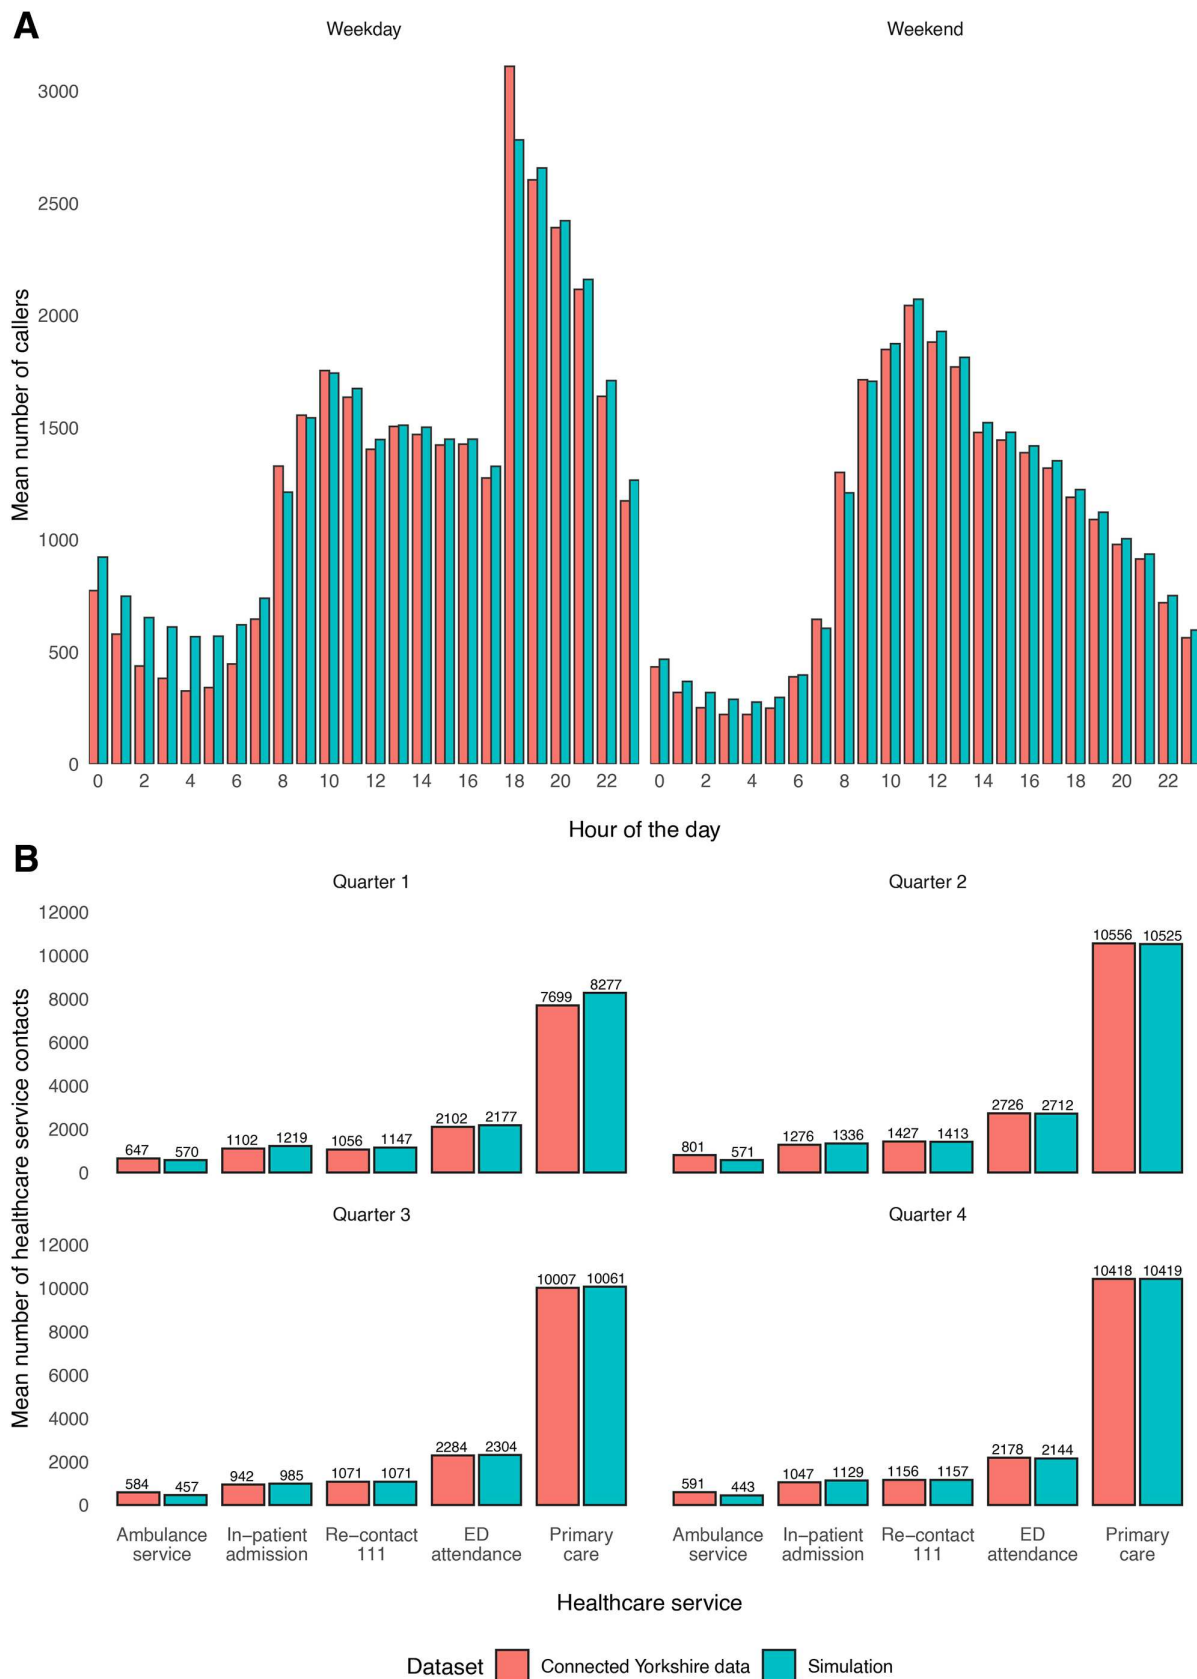 A
Weekday
Weekend
Mean number of callers
3000
2500
2000
1500
1000
500
0
0 2 4 6 8 10 12 14 16 18 20 22
0 2 4 6 8 10 12 14 16 18 20 22
Hour of the day
B
Mean number of healthcare service contacts
Quarter 1
Quarter 2
12000
10000
8000
6000
4000
2000
0
647 570 1102 1219 1056 1147 2102 2177 7699 8277
801 571 1276 1336 1427 1413 2726 2712 10556 10525
Quarter 3
Quarter 4
12000
10000
8000
6000
4000
2000
0
584 457 942 985 1071 1071 2284 2304 10007 10061
591 443 1047 1129 1156 1157 2178 2144 10418 10419
Ambulance In−patient Re−contact ED Primary
service admission 111 attendance care
Ambulance In−patient Re−contact ED Primary
service admission 111 attendance care
Healthcare service
Dataset Connected Yorkshire data Simulation